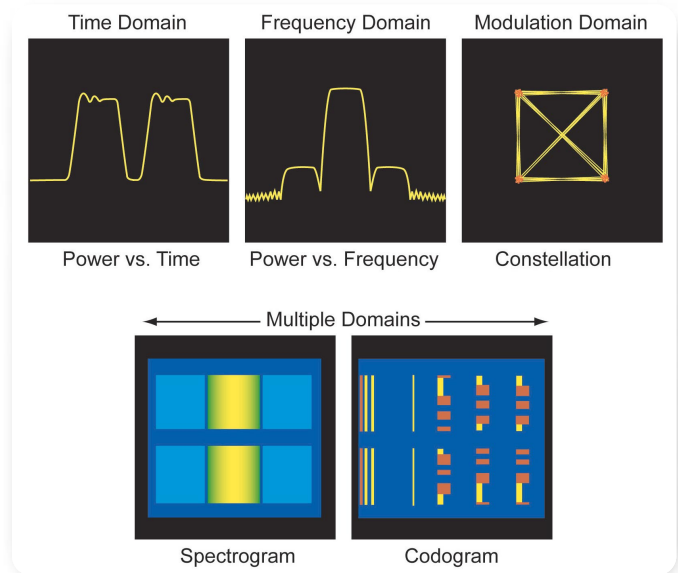 Time Domain
Frequency Domain
Modulation Domain
Power vs. Time
Power vs. Frequency
Constellation
Multiple Domains
Spectrogram
Codogram